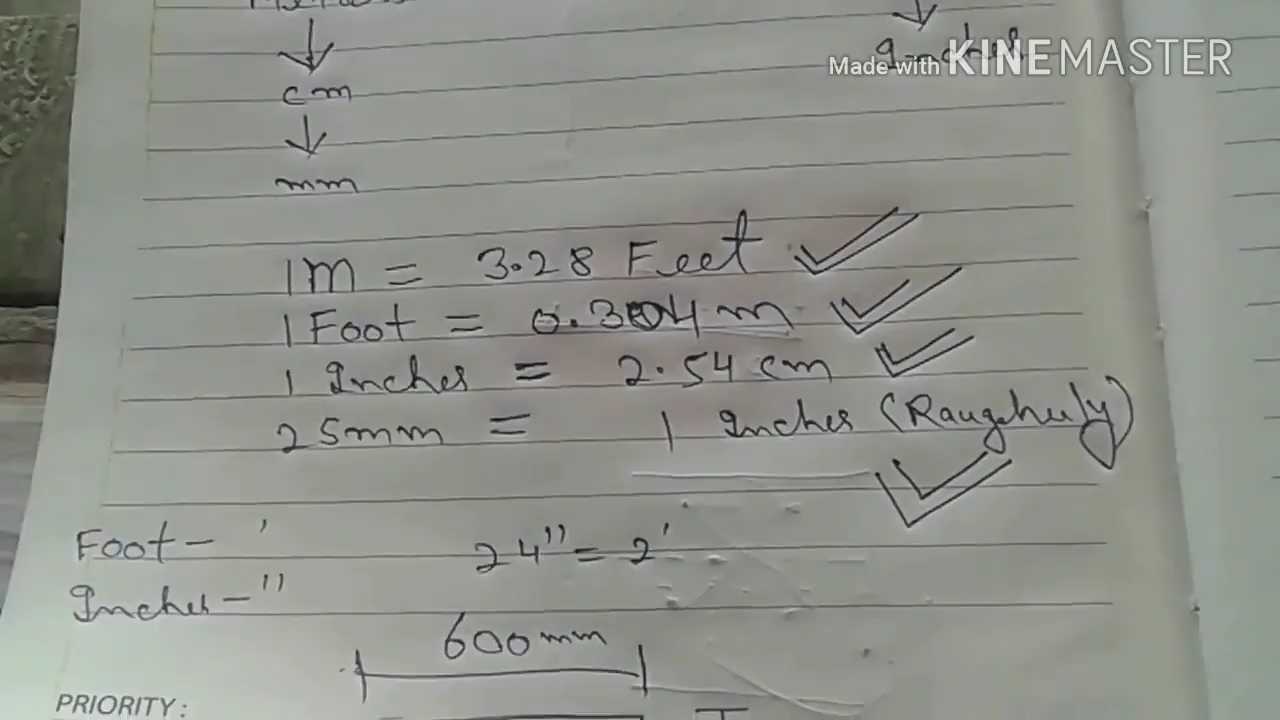 Made with KINEMASTER
Inches
cm
mm
1m = 3.28 Feet
1 Foot = 0.304 m
1 Inches = 2.54 cm
25mm = 1 Inches (Raughuly)
Foot - '
24" = 2'
Inches - "
600mm
PRIORITY: